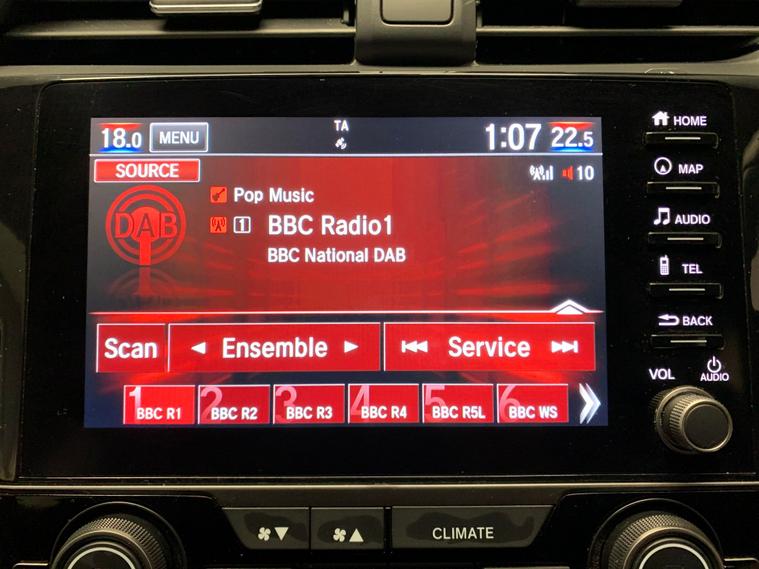 18.0 MENU TA 1:07 22.5
SOURCE 10
DAB
Pop Music
1 BBC Radio1
BBC National DAB
Scan Ensemble Service
1 BBC R1 2 BBC R2 3 BBC R3 4 BBC R4 5 BBC R5L 6 BBC WS
HOME
MAP
AUDIO
TEL
BACK
VOL AUDIO
CLIMATE